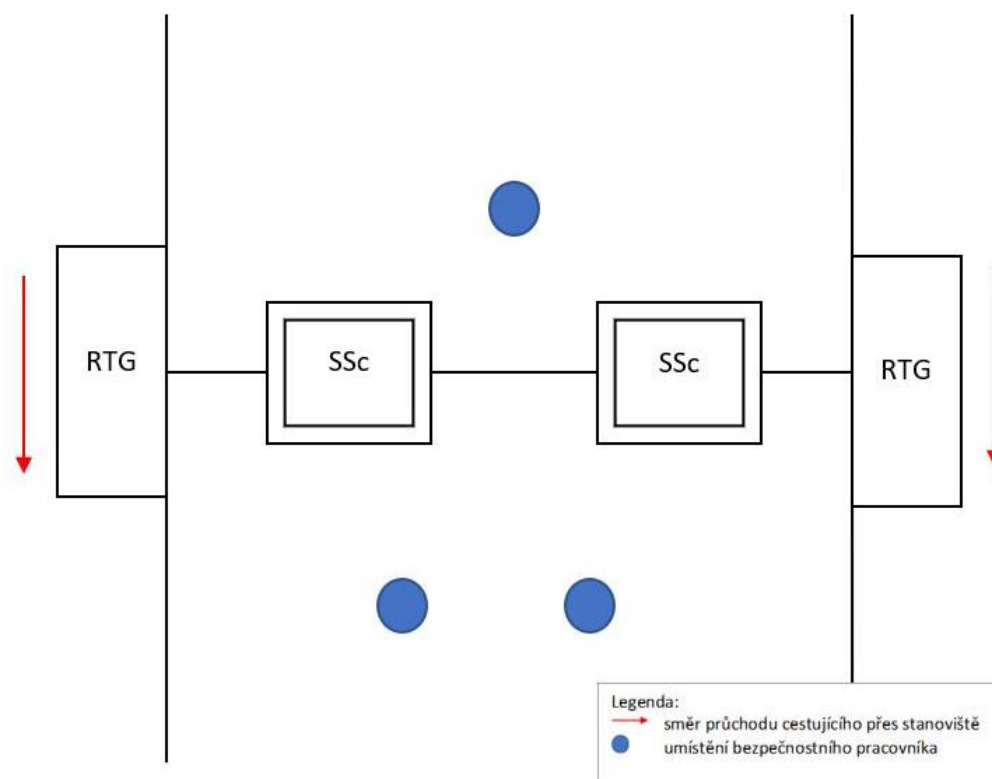 RTG
SSc
SSc
RTG
Legenda:
směr průchodu cestujícího přes stanoviště
umístění bezpečnostního pracovníka